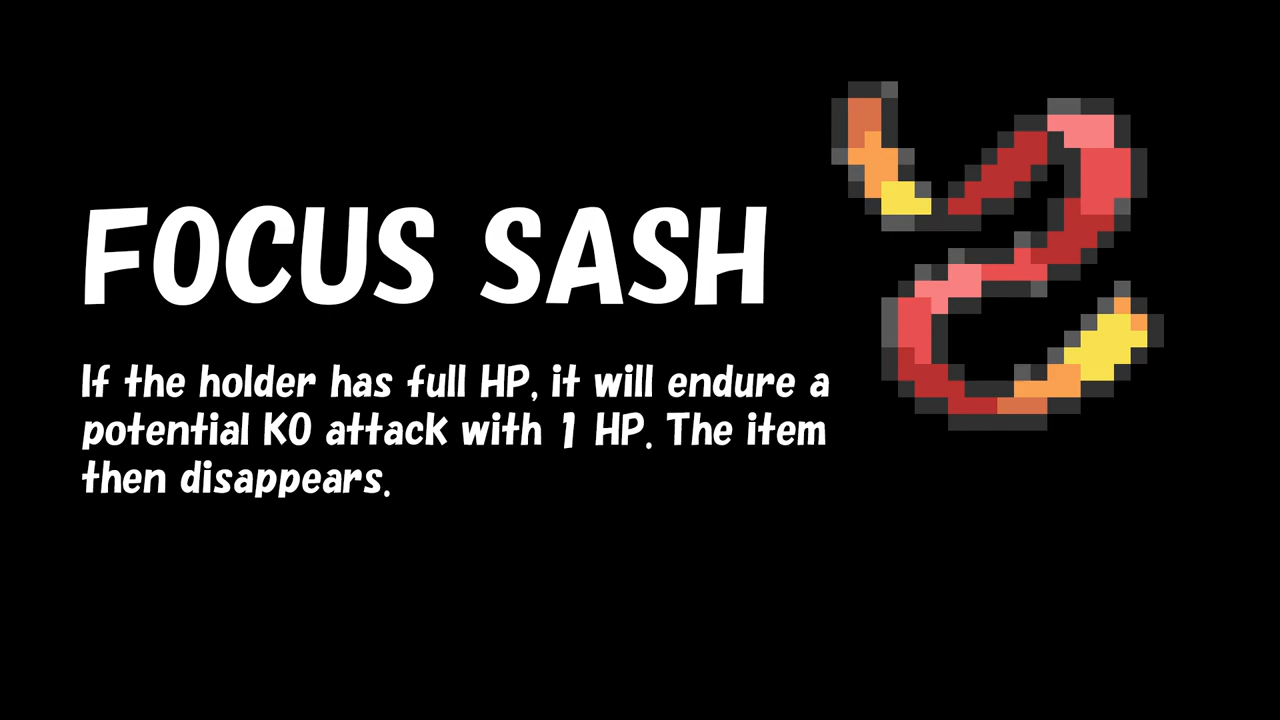 FOCUS SASH
If the holder has full HP, it will endure a
potential KO attack with 1 HP. The item
then disappears.